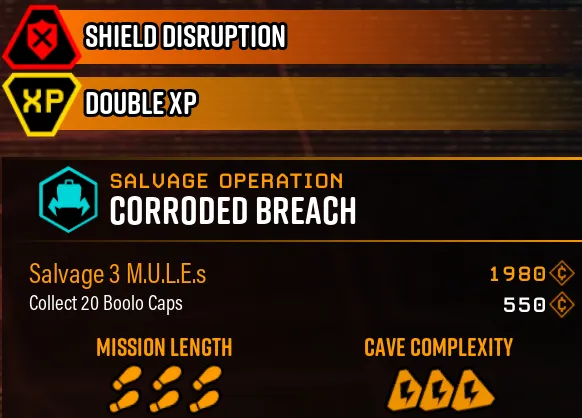 SHIELD DISRUPTION
XP DOUBLE XP
SALVAGE OPERATION
CORRODED BREACH
Salvage 3 M.U.L.E.s 1980
Collect 20 Boolo Caps 550
MISSION LENGTH CAVE COMPLEXITY